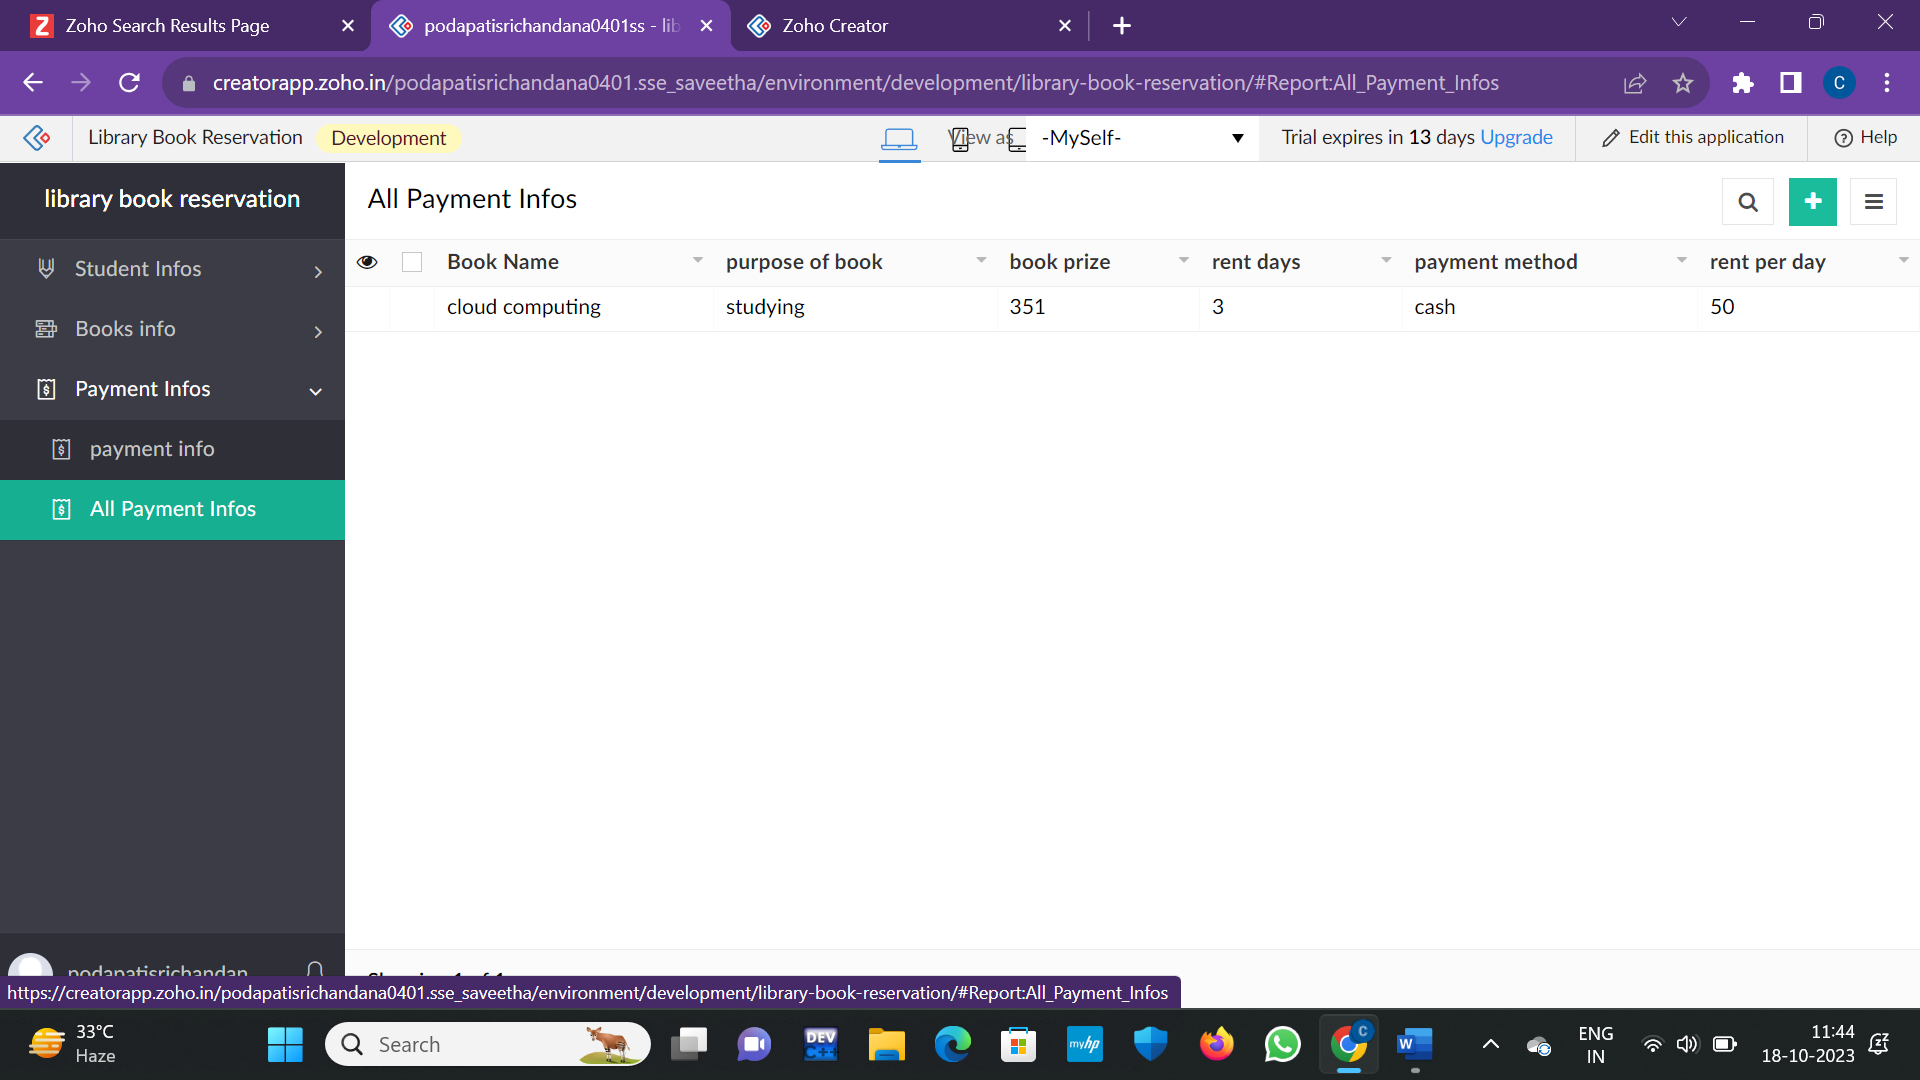 Zoho Search Results Page
podapatisrichandana0401ss - lib
Zoho Creator
creatorapp.zoho.in/podapatisrichandana0401.sse_saveetha/environment/development/library-book-reservation/#Report:All_Payment_Infos
C
Library Book Reservation
Development
View as
-MySelf-
Trial expires in 13 days Upgrade
Edit this application
Help
library book reservation
All Payment Infos
Student Infos
Books info
Payment Infos
payment info
All Payment Infos
Book Name purpose of book book prize rent days payment method rent per day
cloud computing studying 351 3 cash 50
podapatisrichandan
https://creatorapp.zoho.in/podapatisrichandana0401.sse_saveetha/environment/development/library-book-reservation/#Report:All_Payment_Infos
33°C
Haze
Search
DEV
C++
myhp
C
W
ENG
IN
11:44
18-10-2023